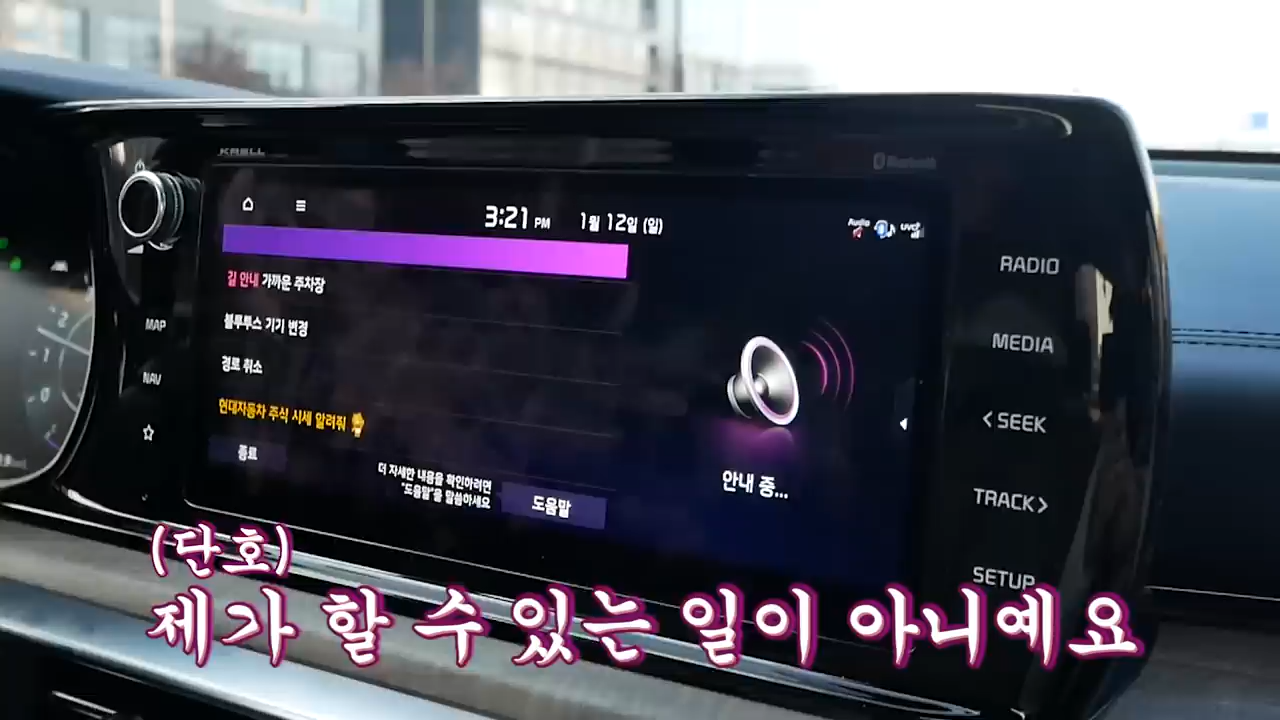 KRELL
Bluetooth
3:21 PM 1월 12일 (일)
Audio
UVO
길 안내 가까운 주차장
블루투스 기기 변경
경로 취소
현대자동차 주식 시세 알려줘
종료
더 자세한 내용을 확인하려면
"도움말"을 말씀하세요
도움말
안내 중...
MAP
NAV
RADIO
MEDIA
< SEEK
TRACK >
SETUP
(단호)
제가 할 수 있는 일이 아니예요